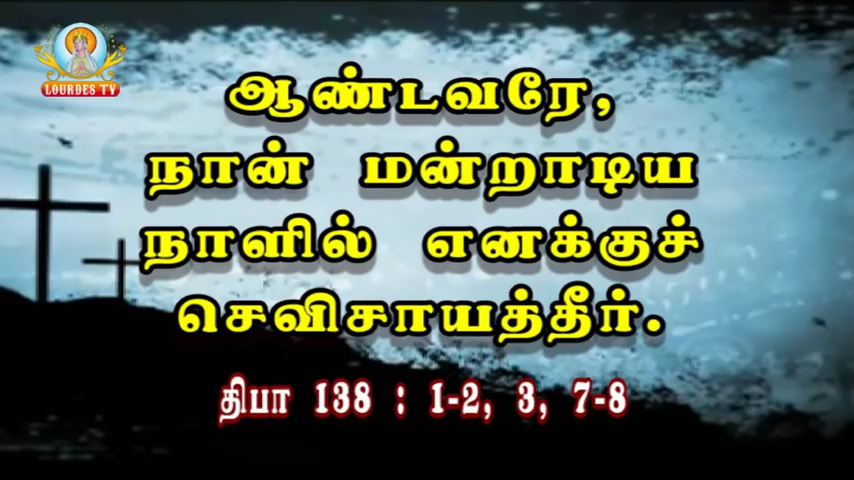 LOURDES TV
ஆண்டவரே,
நான் மன்றாடிய
நாளில் எனக்குச்
செவிசாயத்தீர்.
திபா 138 : 1-2, 3, 7-8